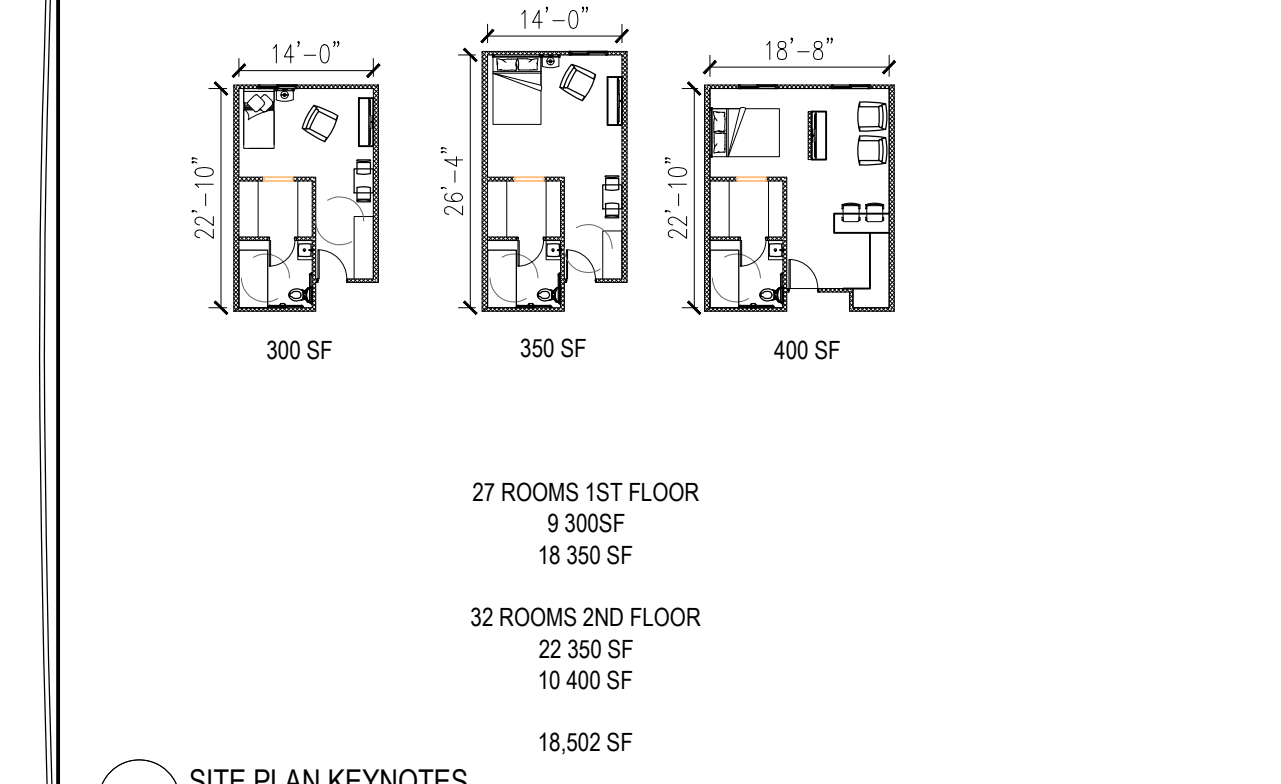 14'-0"
14'-0"
18'-8"
22'-10"
26'-4"
22'-10"
300 SF
350 SF
400 SF
27 ROOMS 1ST FLOOR
9 300SF
18 350 SF
32 ROOMS 2ND FLOOR
22 350 SF
10 400 SF
18,502 SF
SITE PLAN KEYNOTES